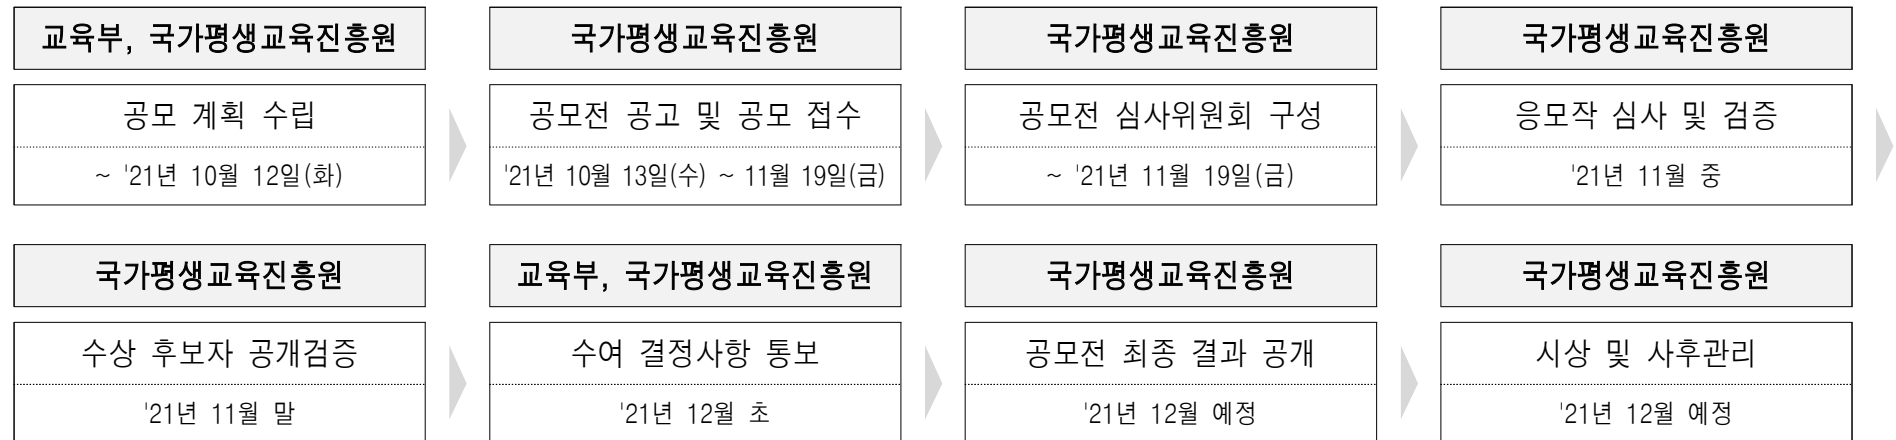 교육부, 국가평생교육진흥원
공모 계획 수립
~ '21년 10월 12일(화)
국가평생교육진흥원
공모전 공고 및 공모 접수
'21년 10월 13일(수) ~ 11월 19일(금)
국가평생교육진흥원
공모전 심사위원회 구성
~ '21년 11월 19일(금)
국가평생교육진흥원
응모작 심사 및 검증
'21년 11월 중
국가평생교육진흥원
수상 후보자 공개검증
'21년 11월 말
교육부, 국가평생교육진흥원
수여 결정사항 통보
'21년 12월 초
국가평생교육진흥원
공모전 최종 결과 공개
'21년 12월 예정
국가평생교육진흥원
시상 및 사후관리
'21년 12월 예정